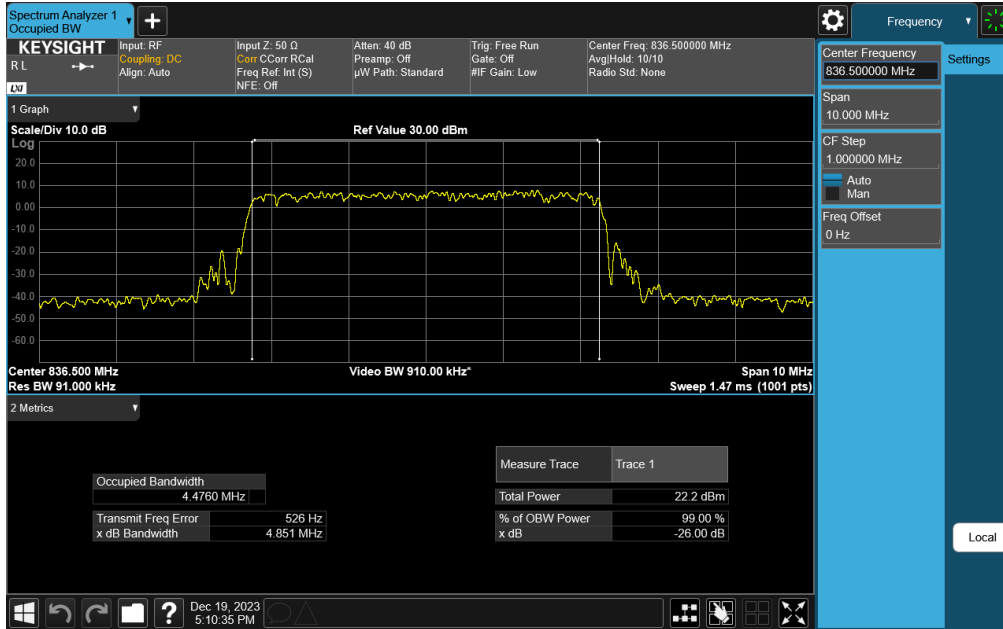 Spectrum Analyzer 1
Occupied BW
Frequency
KEYSIGHT
R L
LXI
Input: RF
Coupling: DC
Align: Auto
Input Z: 50 Ω
Corr CCorr RCal
Freq Ref: Int (S)
NFE: Off
Atten: 40 dB
Preamp: Off
µW Path: Standard
Trig: Free Run
Gate: Off
#IF Gain: Low
Center Freq: 836.500000 MHz
Avg|Hold: 10/10
Radio Std: None
Center Frequency
836.500000 MHz
Settings
Span
10.000 MHz
CF Step
1.000000 MHz
Auto
Man
Freq Offset
0 Hz
Local
1 Graph
Scale/Div 10.0 dB
Ref Value 30.00 dBm
Log
20.0
10.0
0.00
-10.0
-20.0
-30.0
-40.0
-50.0
-60.0
Center 836.500 MHz
Video BW 910.00 kHz*
Span 10 MHz
Res BW 91.000 kHz
Sweep 1.47 ms (1001 pts)
2 Metrics
Measure Trace
Trace 1
Occupied Bandwidth
4.4760 MHz
Total Power
22.2 dBm
Transmit Freq Error
526 Hz
% of OBW Power
99.00 %
x dB Bandwidth
4.851 MHz
x dB
-26.00 dB
?
Dec 19, 2023
5:10:35 PM